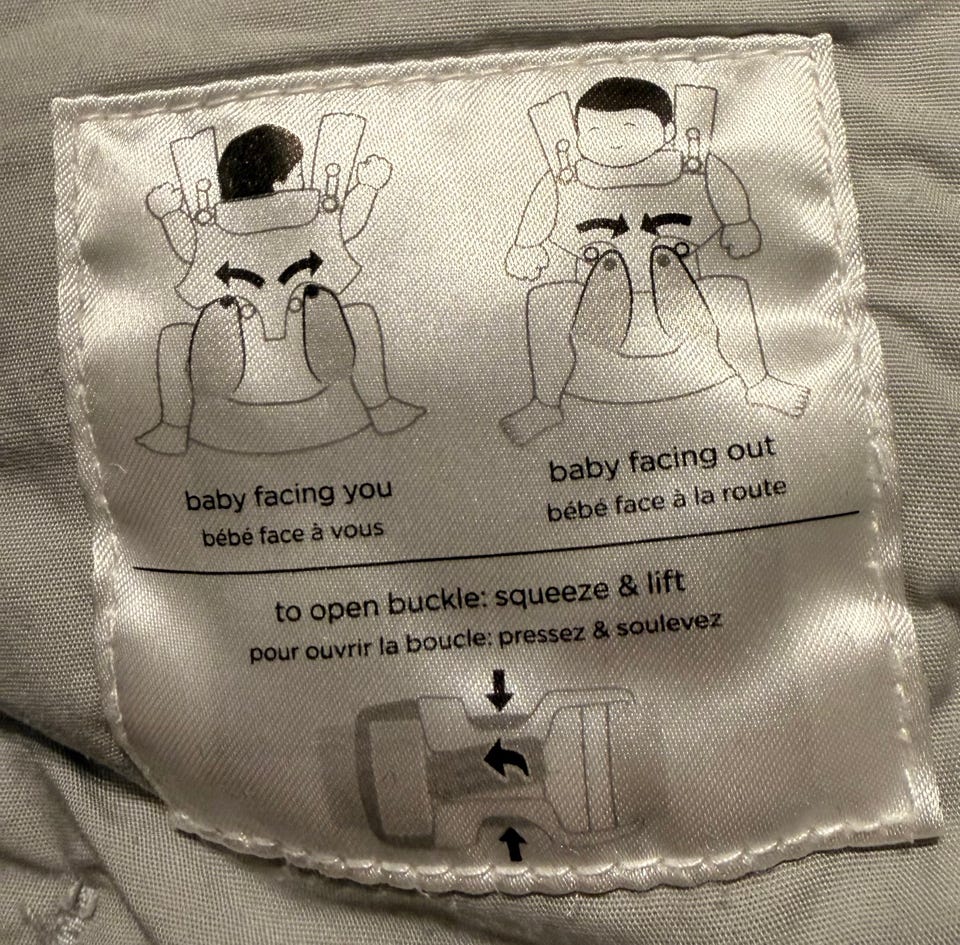 baby facing you
bébé face à vous
baby facing out
bébé face à la route
to open buckle: squeeze & lift
pour ouvrir la boucle: pressez & soulevez